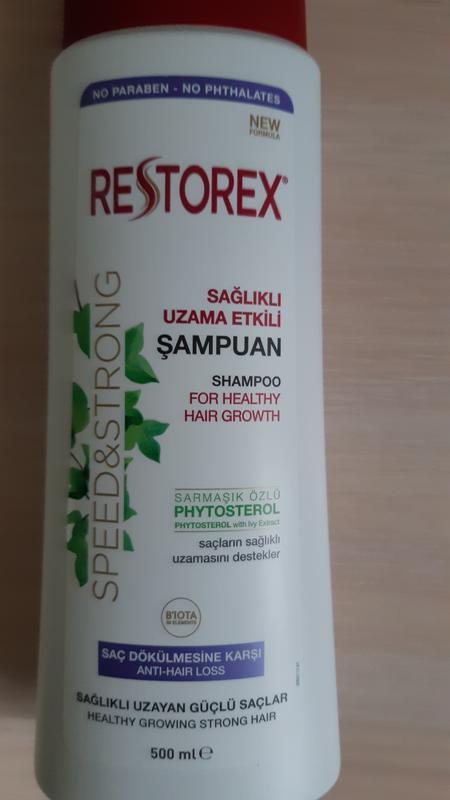 NO PARABEN - NO PHTHALATES
NEW
FORMULA
RESTOREX®
SPEED&STRONG
SAĞLIKLI
UZAMA ETKİLİ
ŞAMPUAN
SHAMPOO
FOR HEALTHY
HAIR GROWTH
SARMAŞIK ÖZLÜ
PHYTOSTEROL
PHYTOSTEROL with Ivy Extract
saçların sağlıklı
uzamasını destekler
B'IOTA
SAÇ DÖKÜLMESİNE KARŞI
ANTI-HAIR LOSS
SAĞLIKLI UZAYAN GÜÇLÜ SAÇLAR
HEALTHY GROWING STRONG HAIR
500 ml ℮